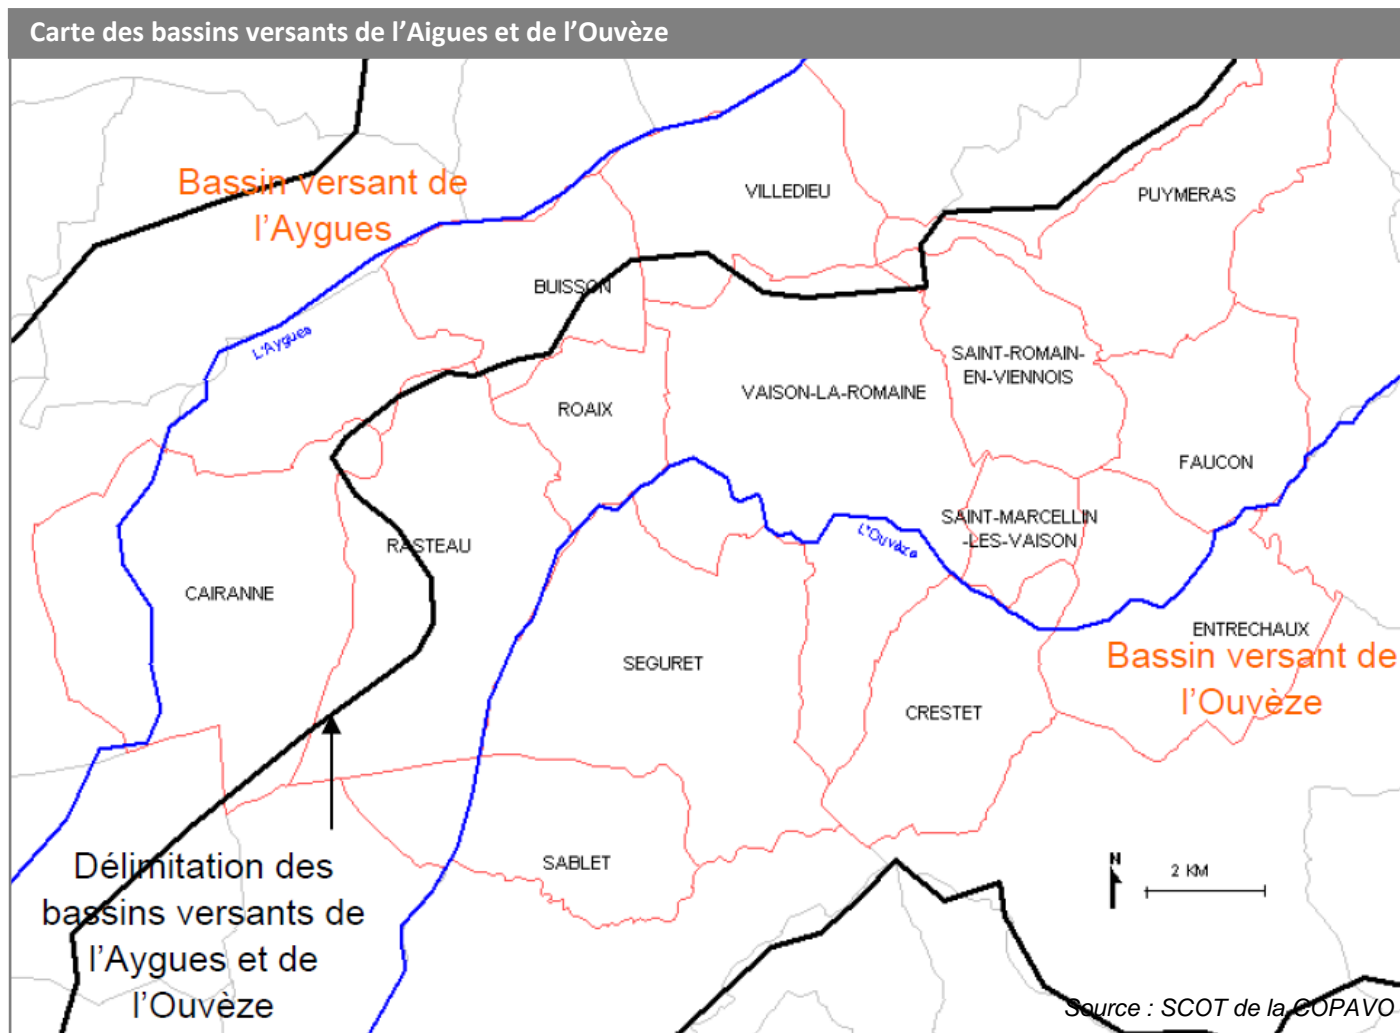 Carte des bassins versants de l'Aigues et de l'Ouvèze
Bassin versant de
l'Aygues
VILLEDIEU
PUYMERAS
BUISSON
L'Aygues
SAINT-ROMAIN-
EN-VIENNOIS
VAISON-LA-ROMAINE
ROAIX
FAUCON
SAINT-MARCELLIN
-LES-VAISON
L'Ouvèze
RASTEAU
CAIRANNE
ENTRECHAUX
Bassin versant de
l'Ouvèze
SEGURET
CRESTET
SABLET
Délimitation des
bassins versants de
l'Aygues et de
l'Ouvèze
N
2 KM
Source : SCOT de la COPAVO